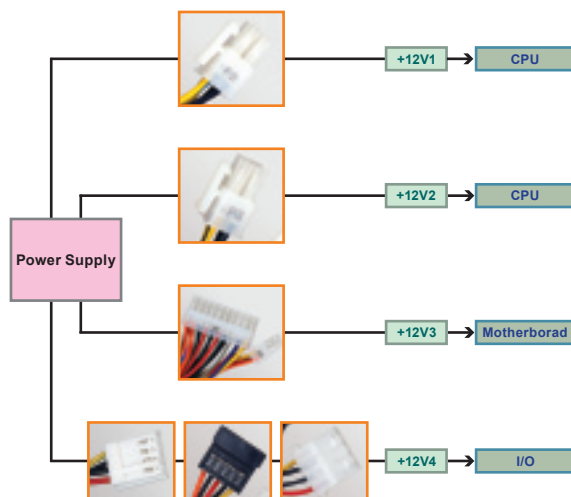 +12V1
CPU
+12V2
CPU
Power Supply
+12V3
Motherborad
+12V4
I/O